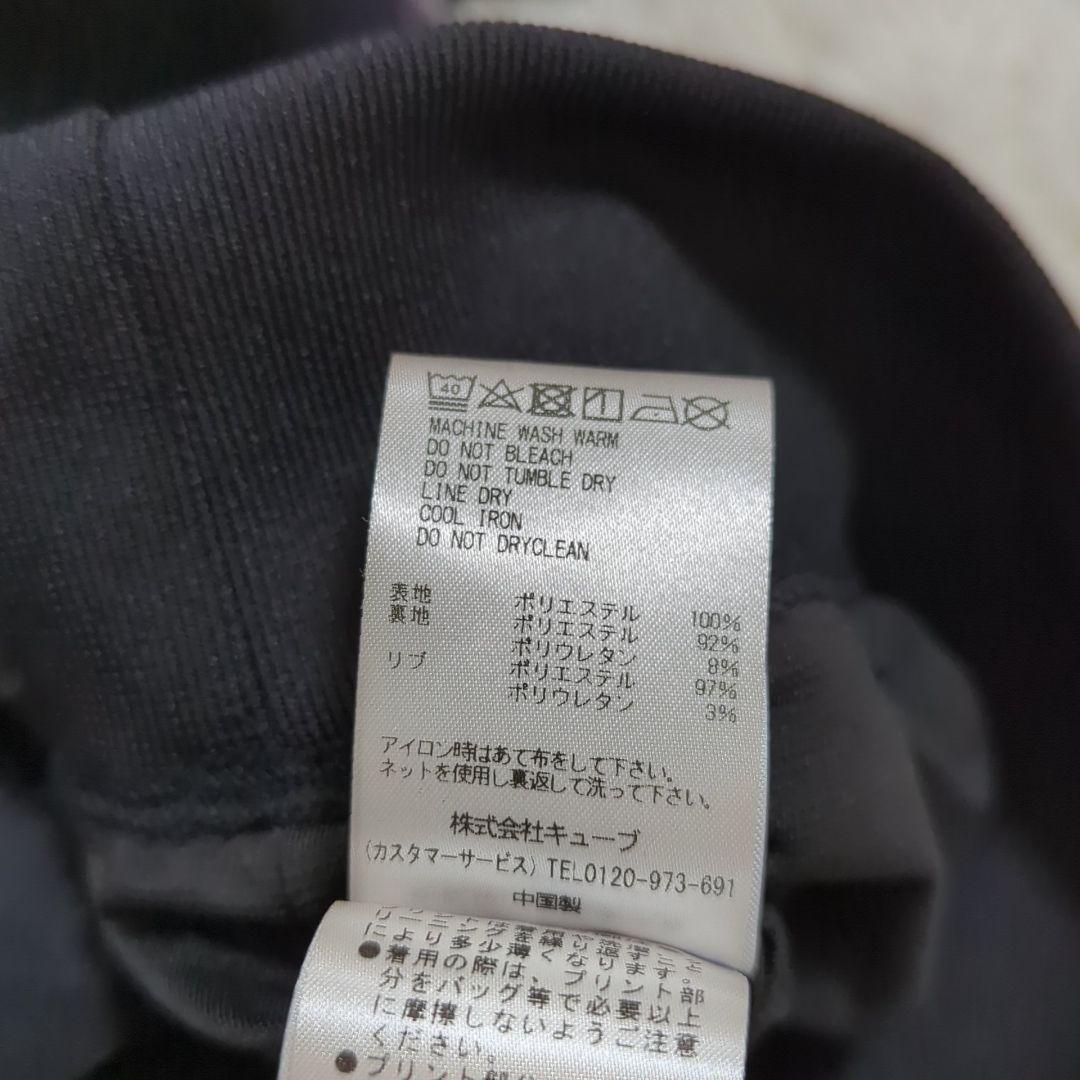 40
MACHINE WASH WARM
DO NOT BLEACH
DO NOT TUMBLE DRY
LINE DRY
COOL IRON
DO NOT DRYCLEAN
表地 ポリエステル 100%
裏地 ポリエステル 92%
ポリウレタン 8%
リブ ポリエステル 97%
ポリウレタン 3%
アイロン時はあて布をして下さい。
ネットを使用し裏返して洗って下さい。
株式会社キューブ
(カスタマーサービス) TEL0120-973-691
中国製
により多少薄くなります。
●着用の際は、プリント部
分をバッグ等で必要以上
に摩擦しないようご注意
ください。
●プリント部分